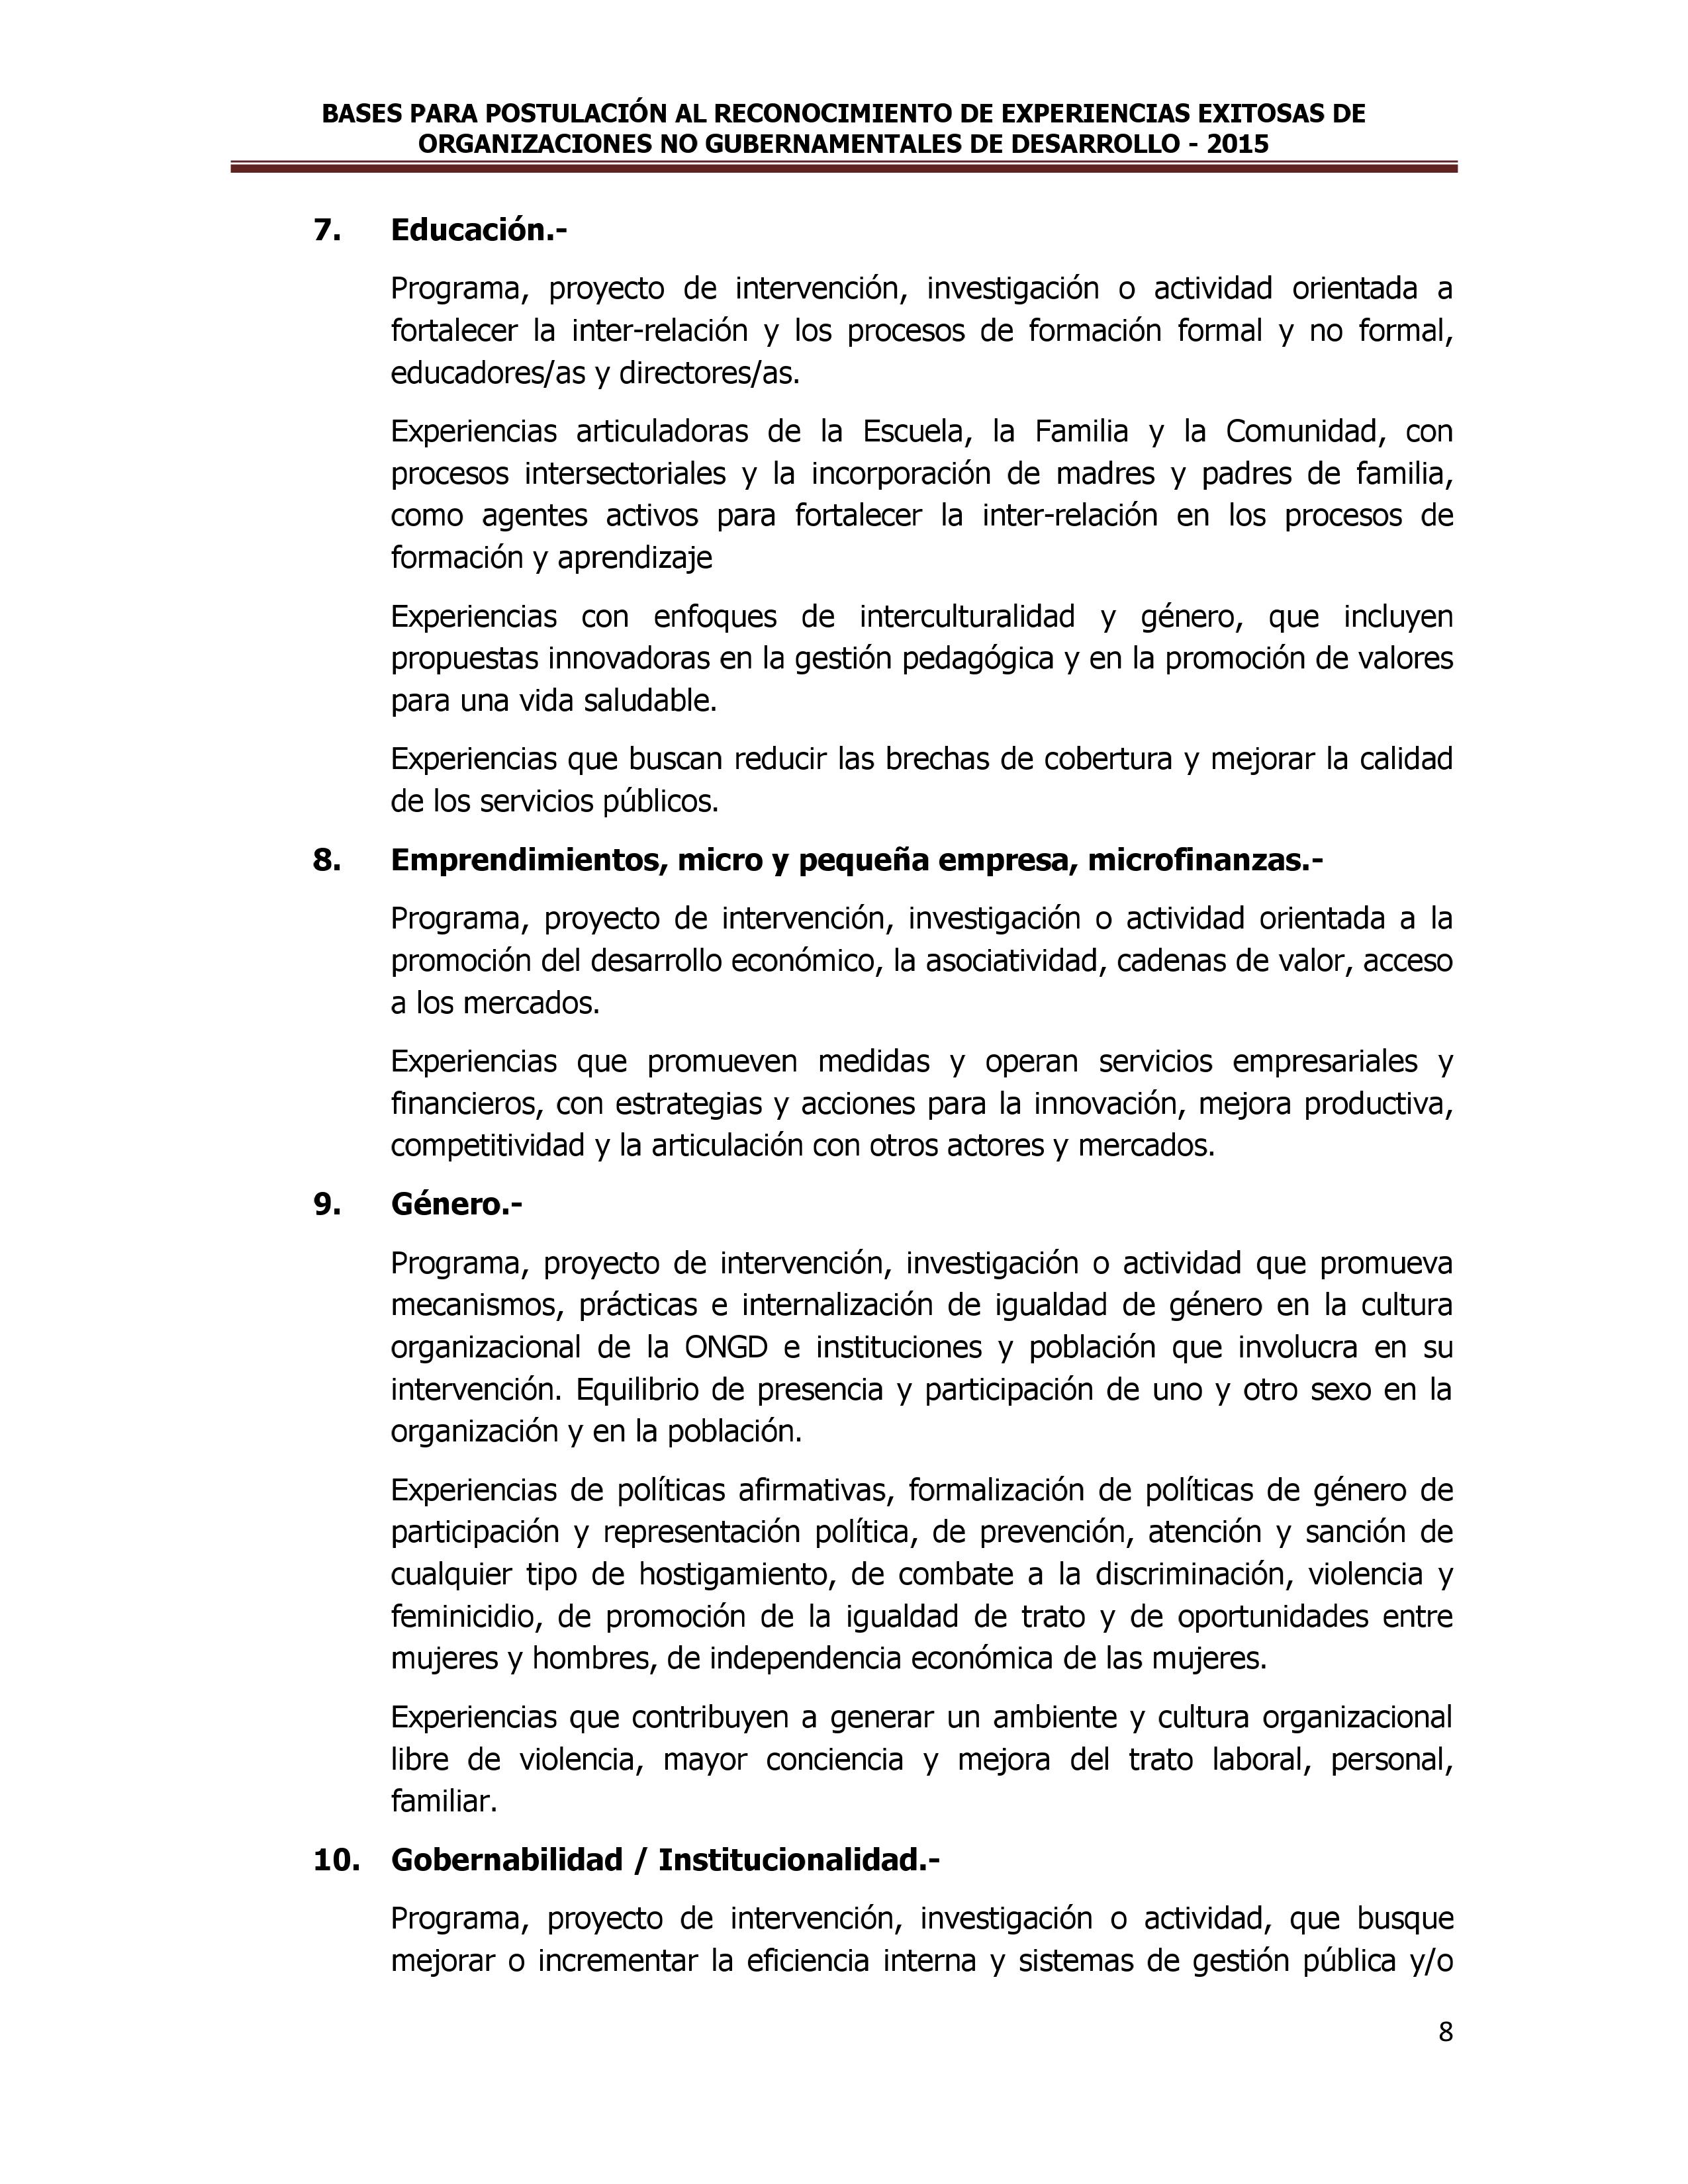 BASES PARA POSTULACIÓN AL RECONOCIMIENTO DE EXPERIENCIAS EXITOSAS DE
ORGANIZACIONES NO GUBERNAMENTALES DE DESARROLLO - 2015
7. Educación.-
Programa, proyecto de intervención, investigación o actividad orientada a
fortalecer la inter-relación y los procesos de formación formal y no formal,
educadores/as y directores/as.
Experiencias articuladoras de la Escuela, la Familia y la Comunidad, con
procesos intersectoriales y la incorporación de madres y padres de familia,
como agentes activos para fortalecer la inter-relación en los procesos de
formación y aprendizaje
Experiencias con enfoques de interculturalidad y género, que incluyen
propuestas innovadoras en la gestión pedagógica y en la promoción de valores
para una vida saludable.
Experiencias que buscan reducir las brechas de cobertura y mejorar la calidad
de los servicios públicos.
8. Emprendimientos, micro y pequeña empresa, microfinanzas.-
Programa, proyecto de intervención, investigación o actividad orientada a la
promoción del desarrollo económico, la asociatividad, cadenas de valor, acceso
a los mercados.
Experiencias que promueven medidas y operan servicios empresariales y
financieros, con estrategias y acciones para la innovación, mejora productiva,
competitividad y la articulación con otros actores y mercados.
9. Género.-
Programa, proyecto de intervención, investigación o actividad que promueva
mecanismos, prácticas e internalización de igualdad de género en la cultura
organizacional de la ONGD e instituciones y población que involucra en su
intervención. Equilibrio de presencia y participación de uno y otro sexo en la
organización y en la población.
Experiencias de políticas afirmativas, formalización de políticas de género de
participación y representación política, de prevención, atención y sanción de
cualquier tipo de hostigamiento, de combate a la discriminación, violencia y
feminicidio, de promoción de la igualdad de trato y de oportunidades entre
mujeres y hombres, de independencia económica de las mujeres.
Experiencias que contribuyen a generar un ambiente y cultura organizacional
libre de violencia, mayor conciencia y mejora del trato laboral, personal,
familiar.
10. Gobernabilidad / Institucionalidad.-
Programa, proyecto de intervención, investigación o actividad, que busque
mejorar o incrementar la eficiencia interna y sistemas de gestión pública y/o
8